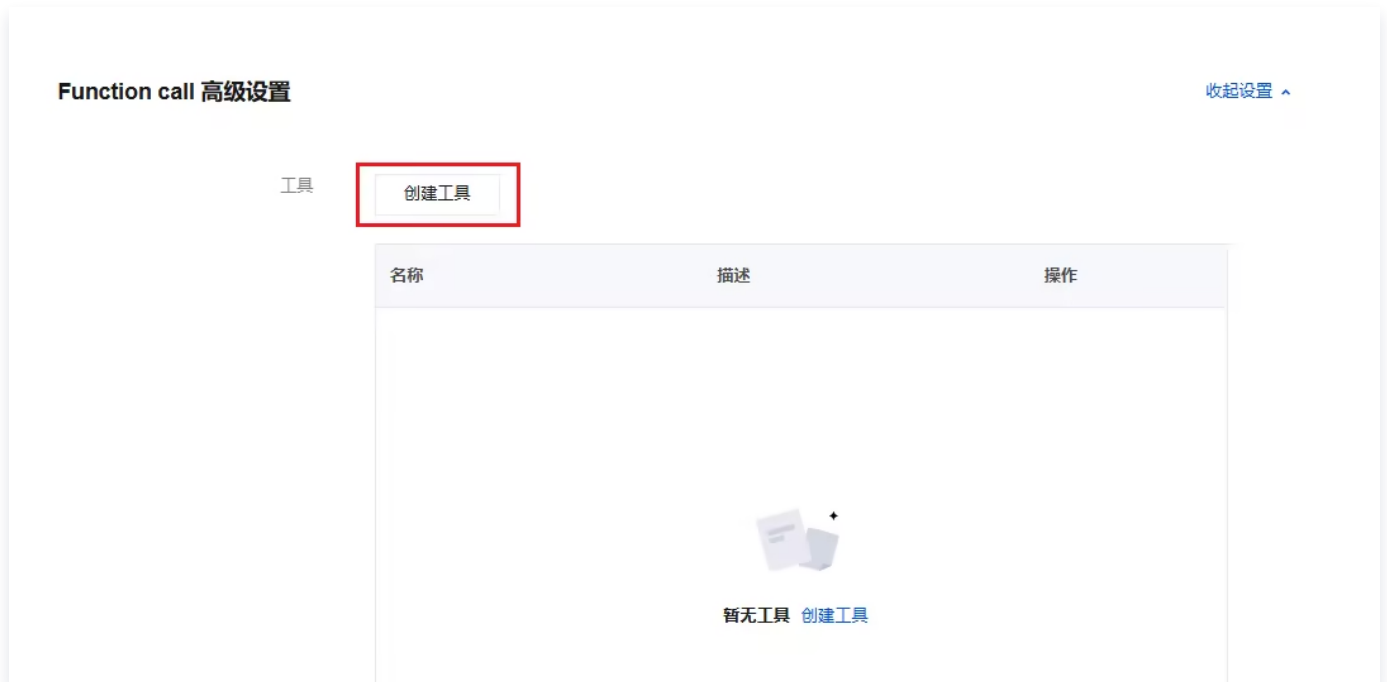 Function call 高级设置
收起设置
工具
创建工具
名称 描述 操作
暂无工具 创建工具